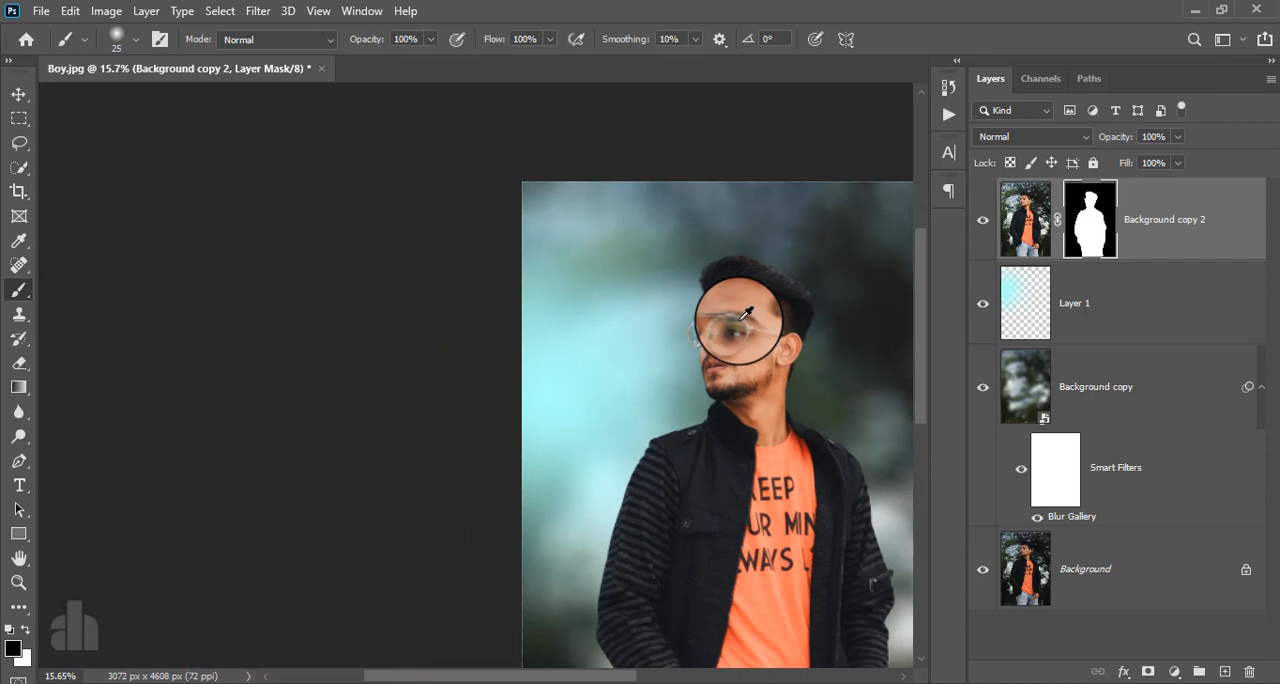 Ps File Edit Image Layer Type Select Filter 3D View Window Help
25 Mode: Normal Opacity: 100% Flow: 100% Smoothing: 10% 0°
Boy.jpg @ 15.7% (Background copy 2, Layer Mask/8) * ×
Layers Channels Paths
Kind
Normal Opacity: 100%
Lock: Fill: 100%
Background copy 2
Layer 1
Background copy
Smart Filters
Blur Gallery
Background
KEEP
UR MIN
WAYS L
ah
15.65% 3072 px x 4608 px (72 ppi)